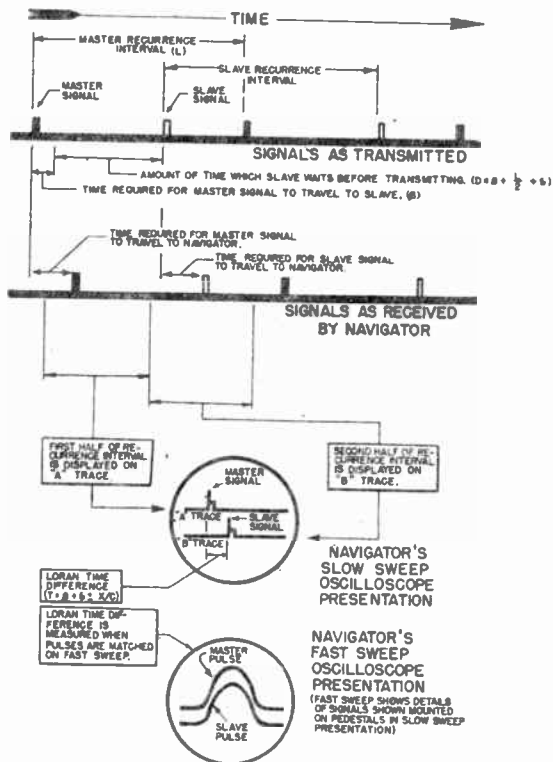 TIME
MASTER RECURRENCE
INTERVAL (L)
SLAVE RECURRENCE
INTERVAL
MASTER
SIGNAL
SLAVE
SIGNAL
SIGNALS AS TRANSMITTED
AMOUNT OF TIME WHICH SLAVE WAITS BEFORE TRANSMITTING.
TIME REQUIRED FOR MASTER SIGNAL TO TRAVEL TO SLAVE,
TIME REQUIRED FOR MASTER SIGNAL
TO TRAVEL TO NAVIGATOR.
TIME REQUIRED FOR SLAVE SIGNAL
TO TRAVEL TO NAVIGATOR.
SIGNALS AS RECEIVED
BY NAVIGATOR
FIRST HALF OF RE-
CURRENCE INTERVAL
IS DISPLAYED ON
"A" TRACE.
SECOND HALF OF RE-
CURRENCE INTERVAL
IS DISPLAYED ON
"B" TRACE.
MASTER
SIGNAL
"A" TRACE
SLAVE
SIGNAL
"B" TRACE
NAVIGATOR'S
SLOW SWEEP
OSCILLOSCOPE
PRESENTATION
LORAN TIME
DIFFERENCE
LORAN TIME DIF-
FERENCE IS
MEASURED WHEN
PULSES ARE MATCHED
ON FAST SWEEP.
MASTER
PULSE
SLAVE
PULSE
NAVIGATOR'S
FAST SWEEP
OSCILLOSCOPE
PRESENTATION
(FAST SWEEP SHOWS DETAILS
OF SIGNALS SHOWN MOUNTED
ON PEDESTALS IN SLOW SWEEP
PRESENTATION)